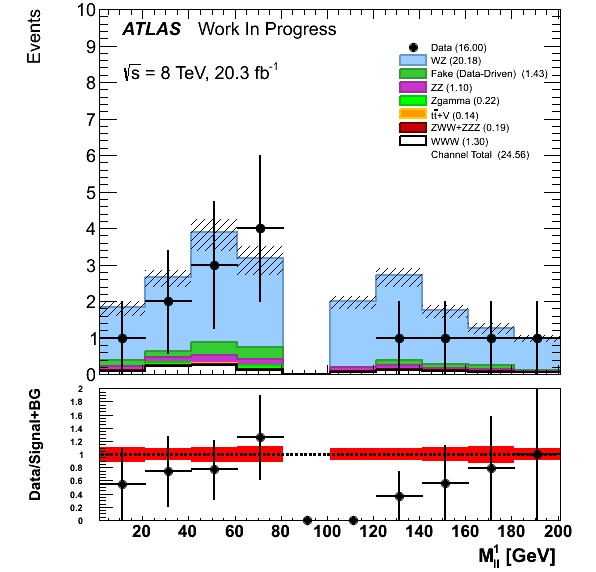 Events
10
9
8
7
6
5
4
3
2
1
0
ATLAS Work In Progress
√s = 8 TeV, 20.3 fb⁻¹
Data (16.00)
WZ (20.18)
Fake (Data-Driven) (1.43)
ZZ (1.10)
Zgamma (0.22)
tt̄+V (0.14)
ZWW+ZZZ (0.19)
WWW (1.30)
Channel Total (24.56)
Data/Signal+BG
2
1.8
1.6
1.4
1.2
1
0.8
0.6
0.4
0.2
0
20 40 60 80 100 120 140 160 180 200
M¹ll [GeV]